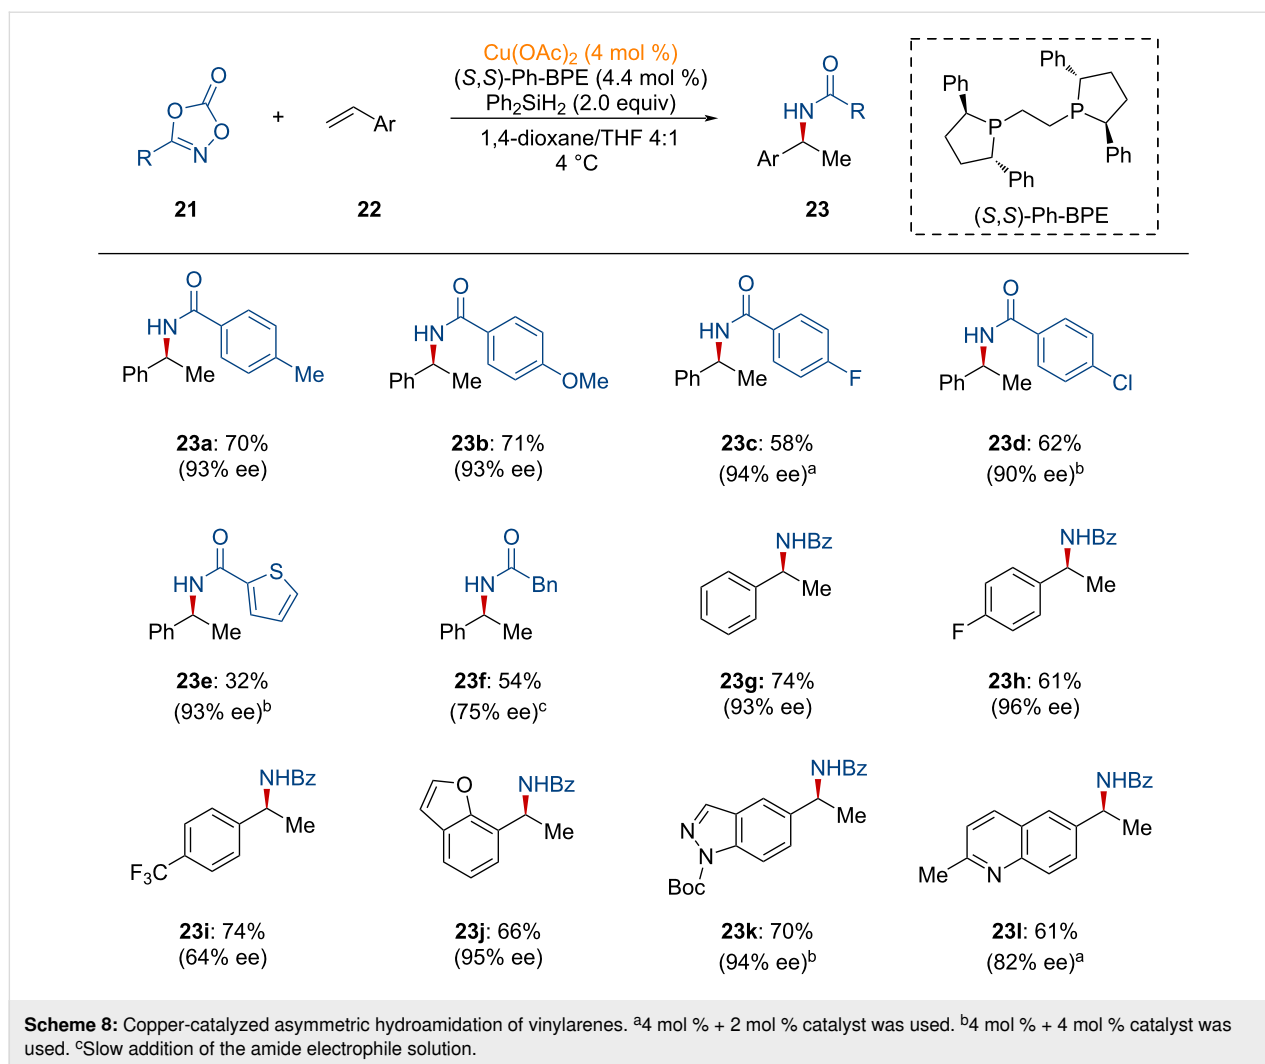 Cu(OAc)2 (4 mol %)
(S,S)-Ph-BPE (4.4 mol %)
Ph2SiH2 (2.0 equiv)
1,4-dioxane/THF 4:1
4 °C
O
O
O
N
R
21
+
Ar
22
O
HN
R
Ar
Me
23
Ph
Ph
P
P
Ph
Ph
(S,S)-Ph-BPE
O
HN
Ph
Me
Me
23a: 70%
(93% ee)
O
HN
Ph
Me
OMe
23b: 71%
(93% ee)
O
HN
Ph
Me
F
23c: 58%
(94% ee)a
O
HN
Ph
Me
Cl
23d: 62%
(90% ee)b
O
HN
S
Ph
Me
23e: 32%
(93% ee)b
O
HN
Bn
Ph
Me
23f: 54%
(75% ee)c
NHBz
Me
23g: 74%
(93% ee)
NHBz
Me
F
23h: 61%
(96% ee)
NHBz
Me
F3C
23i: 74%
(64% ee)
O
NHBz
Me
23j: 66%
(95% ee)
NHBz
Me
N
N
Boc
23k: 70%
(94% ee)b
NHBz
Me
Me
N
23l: 61%
(82% ee)a
Scheme 8: Copper-catalyzed asymmetric hydroamidation of vinylarenes. a4 mol % + 2 mol % catalyst was used. b4 mol % + 4 mol % catalyst was
used. cSlow addition of the amide electrophile solution.